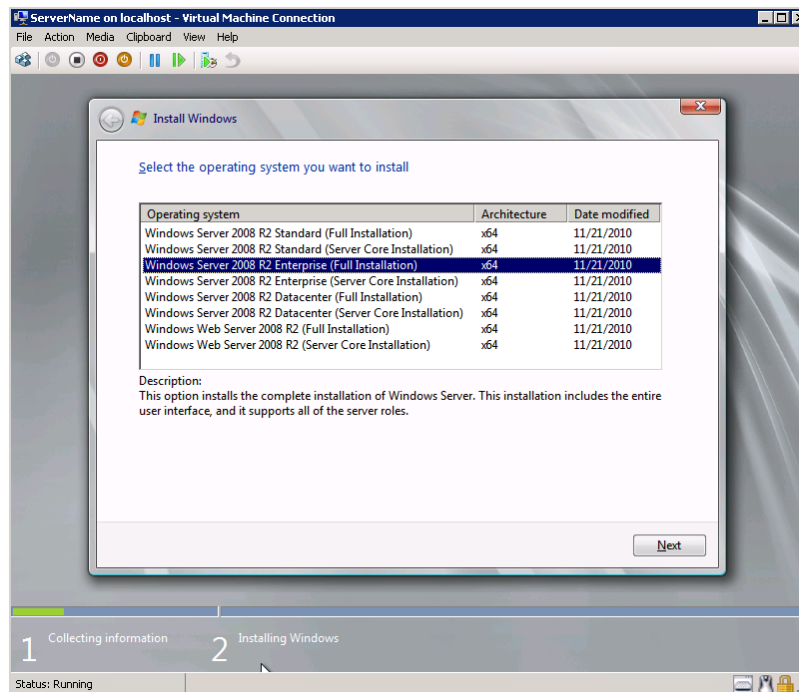 ServerName on localhost - Virtual Machine Connection
File Action Media Clipboard View Help
Install Windows
Select the operating system you want to install
Operating system Architecture Date modified
Windows Server 2008 R2 Standard (Full Installation) x64 11/21/2010
Windows Server 2008 R2 Standard (Server Core Installation) x64 11/21/2010
Windows Server 2008 R2 Enterprise (Full Installation) x64 11/21/2010
Windows Server 2008 R2 Enterprise (Server Core Installation) x64 11/21/2010
Windows Server 2008 R2 Datacenter (Full Installation) x64 11/21/2010
Windows Server 2008 R2 Datacenter (Server Core Installation) x64 11/21/2010
Windows Web Server 2008 R2 (Full Installation) x64 11/21/2010
Windows Web Server 2008 R2 (Server Core Installation) x64 11/21/2010
Description:
This option installs the complete installation of Windows Server. This installation includes the entire
user interface, and it supports all of the server roles.
Next
1 Collecting information 2 Installing Windows
Status: Running